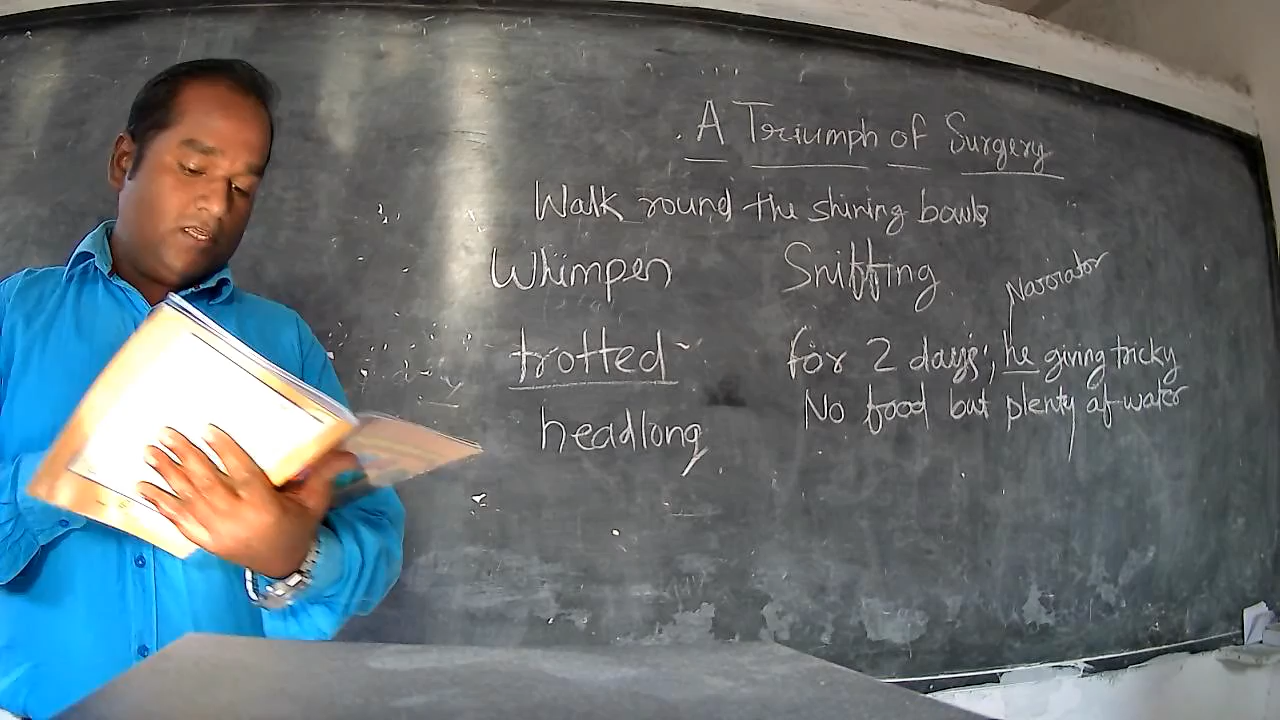 A Triumph of Surgery
Walk round the shining bowls
Whimper Sniffing
Narrator
trotted for 2 days; he giving tricky
No food but plenty of water
headlong